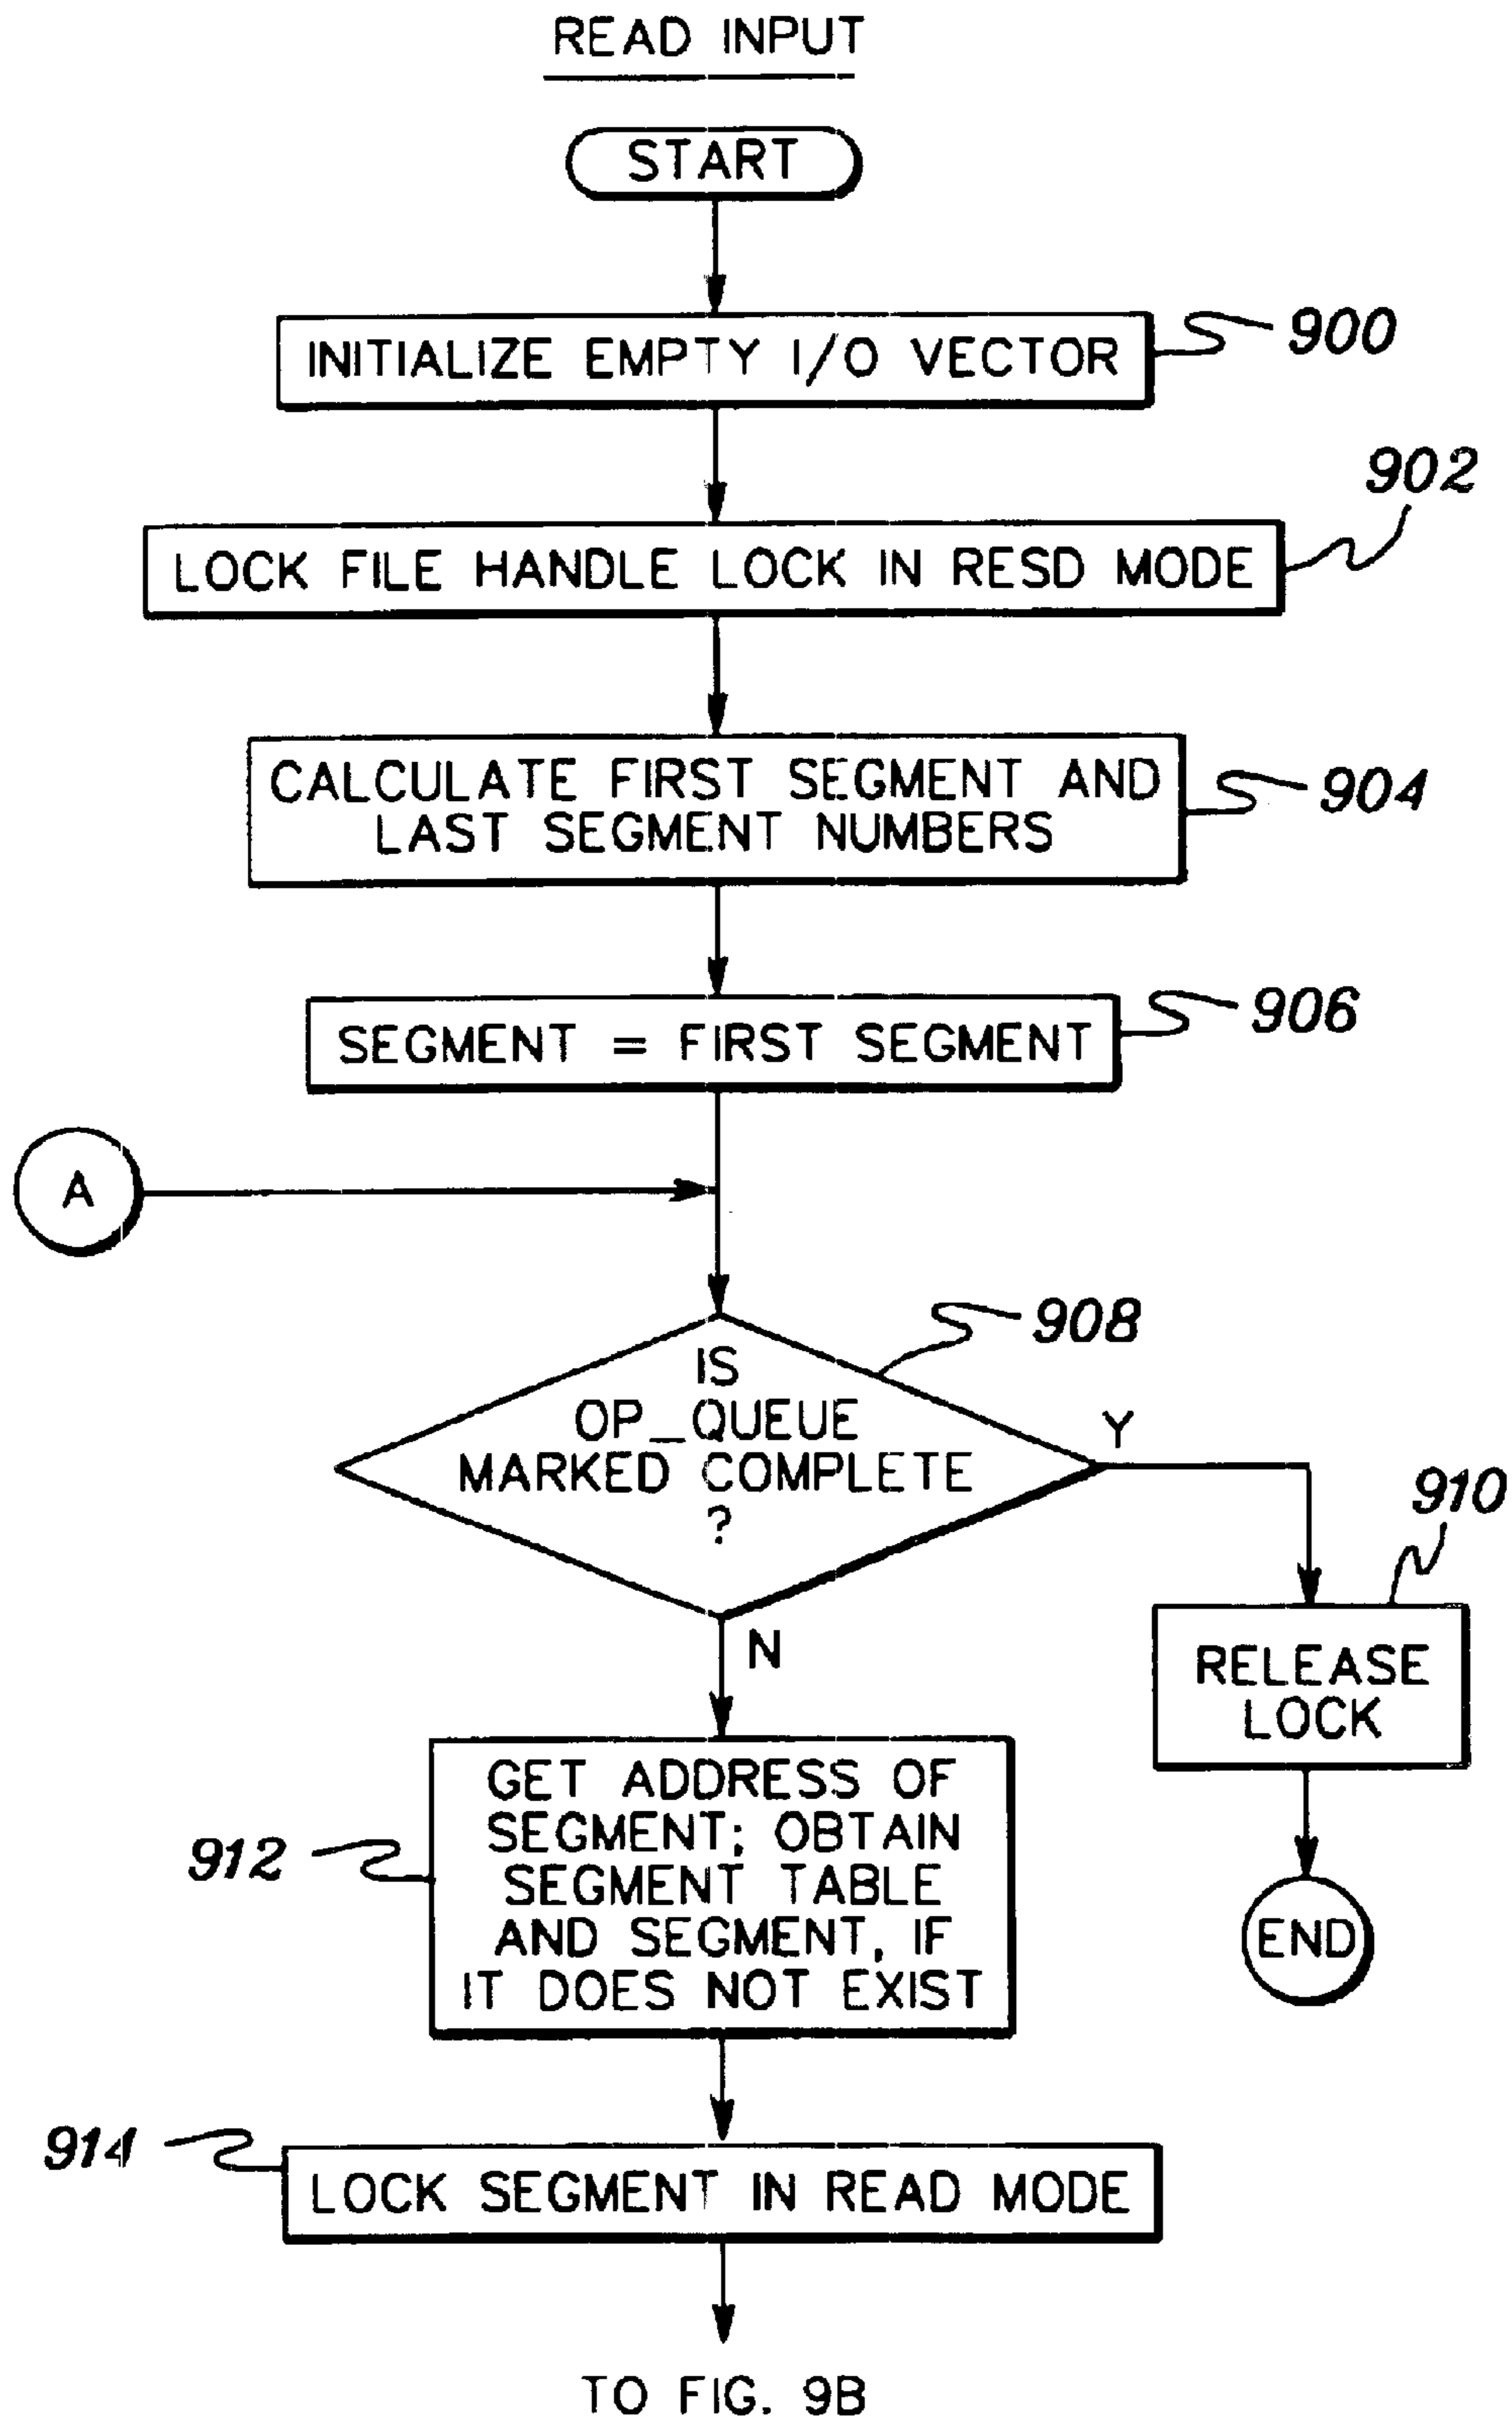 READ INPUT
START
INITIALIZE EMPTY I/O VECTOR
900
902
LOCK FILE HANDLE LOCK IN RESD MODE
CALCULATE FIRST SEGMENT AND
LAST SEGMENT NUMBERS
904
SEGMENT = FIRST SEGMENT
906
A
908
IS
OP_QUEUE
MARKED COMPLETE
?
Y
N
910
RELEASE
LOCK
END
912
GET ADDRESS OF
SEGMENT; OBTAIN
SEGMENT TABLE
AND SEGMENT, IF
IT DOES NOT EXIST
914
LOCK SEGMENT IN READ MODE
TO FIG. 9B